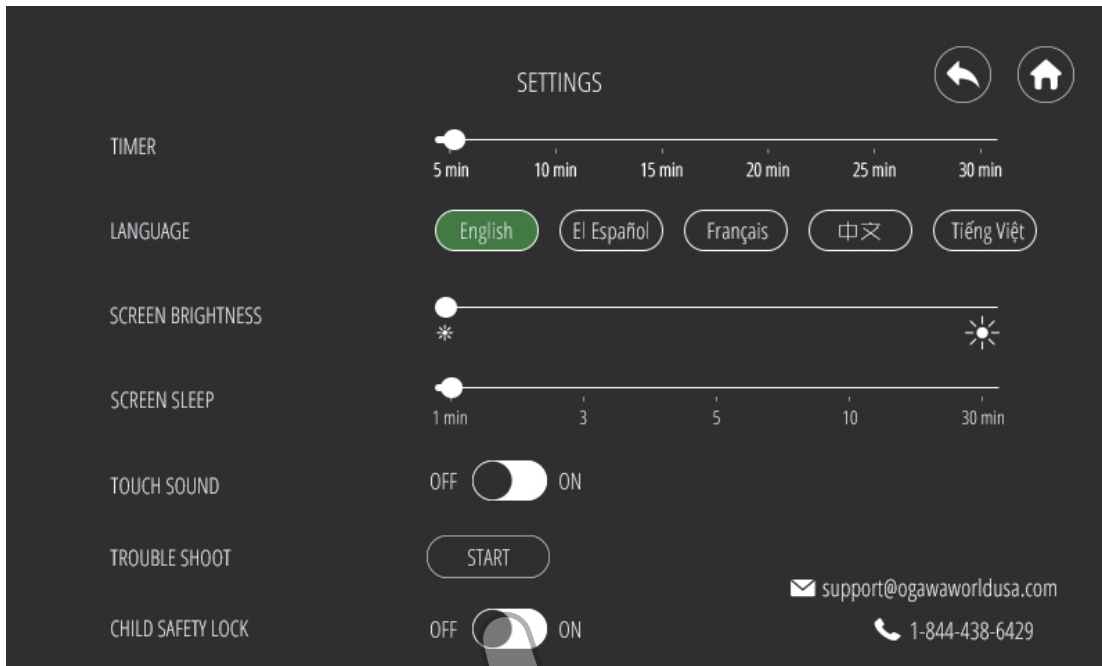 SETTINGS
TIMER
5 min 10 min 15 min 20 min 25 min 30 min
LANGUAGE English El Español Français 中文 Tiếng Việt
SCREEN BRIGHTNESS
SCREEN SLEEP
1 min 3 5 10 30 min
TOUCH SOUND OFF ON
TROUBLE SHOOT START
support@ogawaworldusa.com
CHILD SAFETY LOCK OFF ON 1-844-438-6429